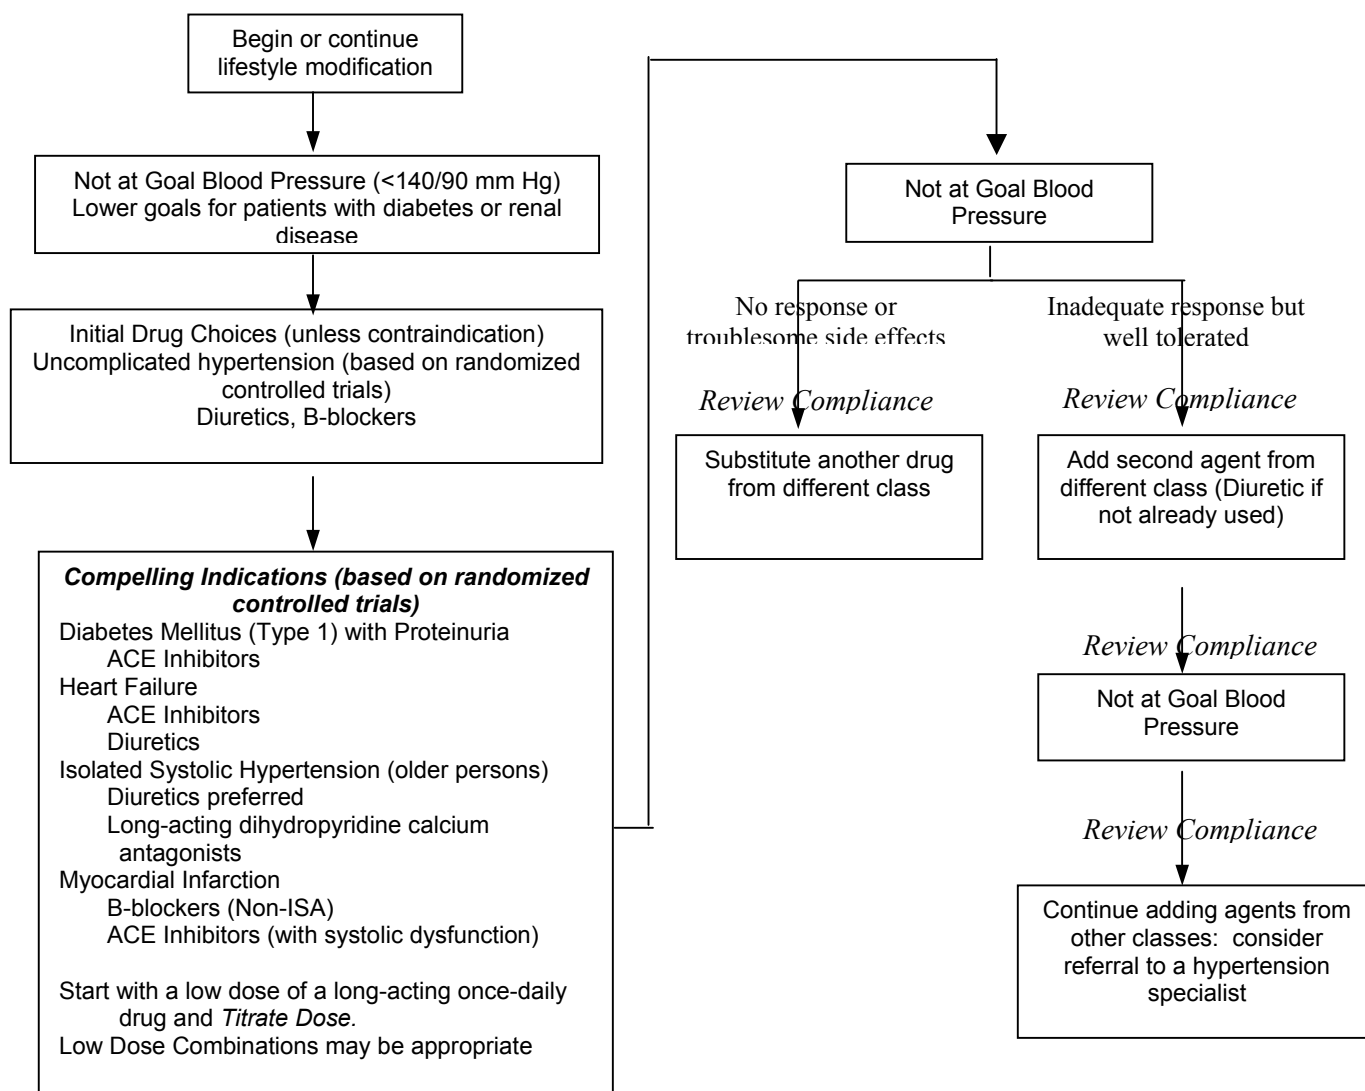 Begin or continue
lifestyle modification
Not at Goal Blood Pressure (<140/90 mm Hg)
Lower goals for patients with diabetes or renal
disease
Initial Drug Choices (unless contraindication)
Uncomplicated hypertension (based on randomized
controlled trials)
Diuretics, B-blockers
Compelling Indications (based on randomized
controlled trials)
Diabetes Mellitus (Type 1) with Proteinuria
ACE Inhibitors
Heart Failure
ACE Inhibitors
Diuretics
Isolated Systolic Hypertension (older persons)
Diuretics preferred
Long-acting dihydropyridine calcium
antagonists
Myocardial Infarction
B-blockers (Non-ISA)
ACE Inhibitors (with systolic dysfunction)
Start with a low dose of a long-acting once-daily
drug and Titrate Dose.
Low Dose Combinations may be appropriate
Not at Goal Blood
Pressure
No response or
troublesome side effects
Review Compliance
Substitute another drug
from different class
Inadequate response but
well tolerated
Review Compliance
Add second agent from
different class (Diuretic if
not already used)
Review Compliance
Not at Goal Blood
Pressure
Review Compliance
Continue adding agents from
other classes:  consider
referral to a hypertension
specialist